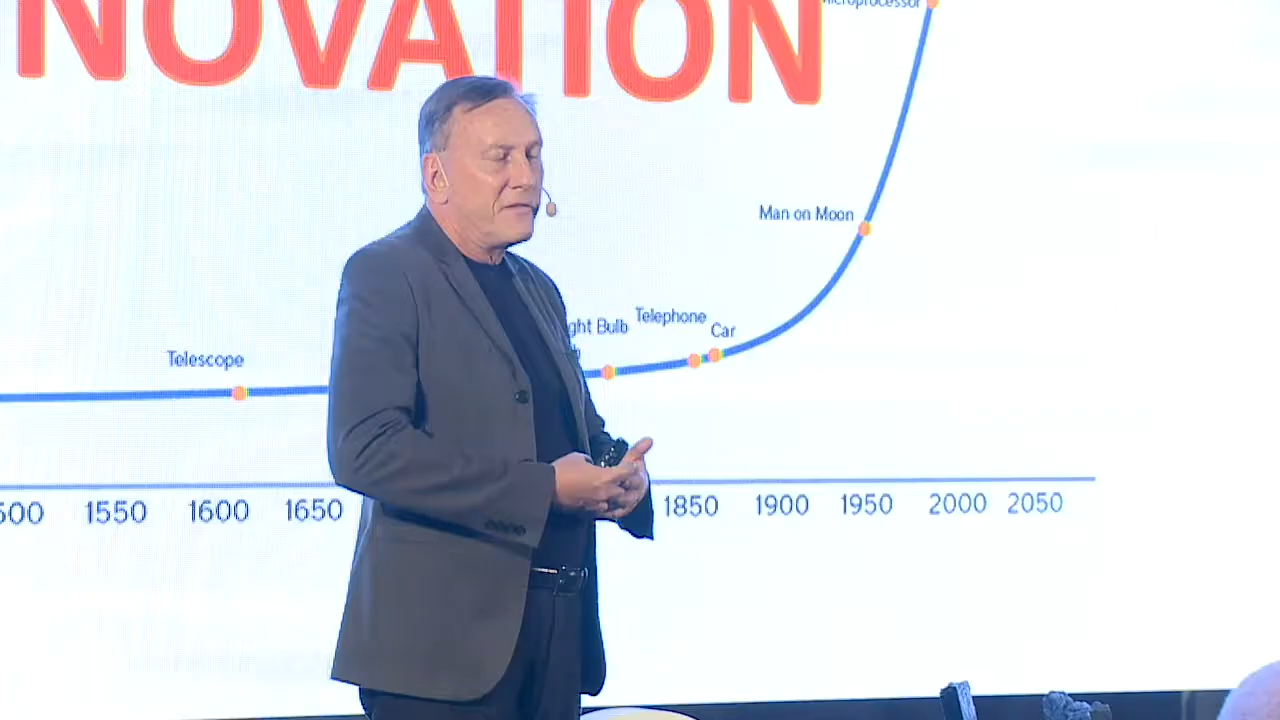 NOVATION
Microprocessor
Man on Moon
Telephone
ght Bulb
Car
Telescope
500 1550 1600 1650 1850 1900 1950 2000 2050